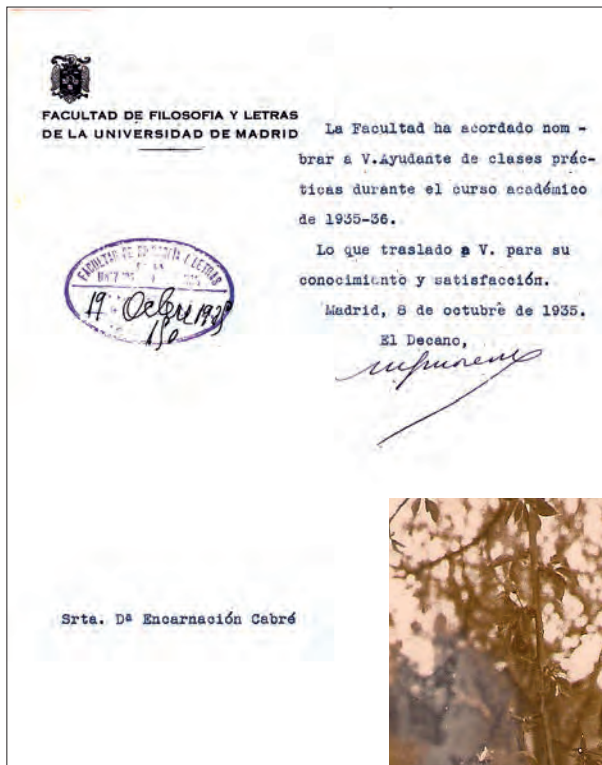 FACULTAD DE FILOSOFIA Y LETRAS
DE LA UNIVERSIDAD DE MADRID
La Facultad ha acordado nom -
brar a V.Ayudante de clases prác-
ticas durante el curso académico
de 1935-36.
Lo que traslado a V. para su
conocimiento y satisfacción.
Madrid, 8 de octubre de 1935.
El Decano,
FACULTAD DE FILOSOFÍA Y LETRAS
19 Octbre 1935
150
Srta. Dª Encarnación Cabré